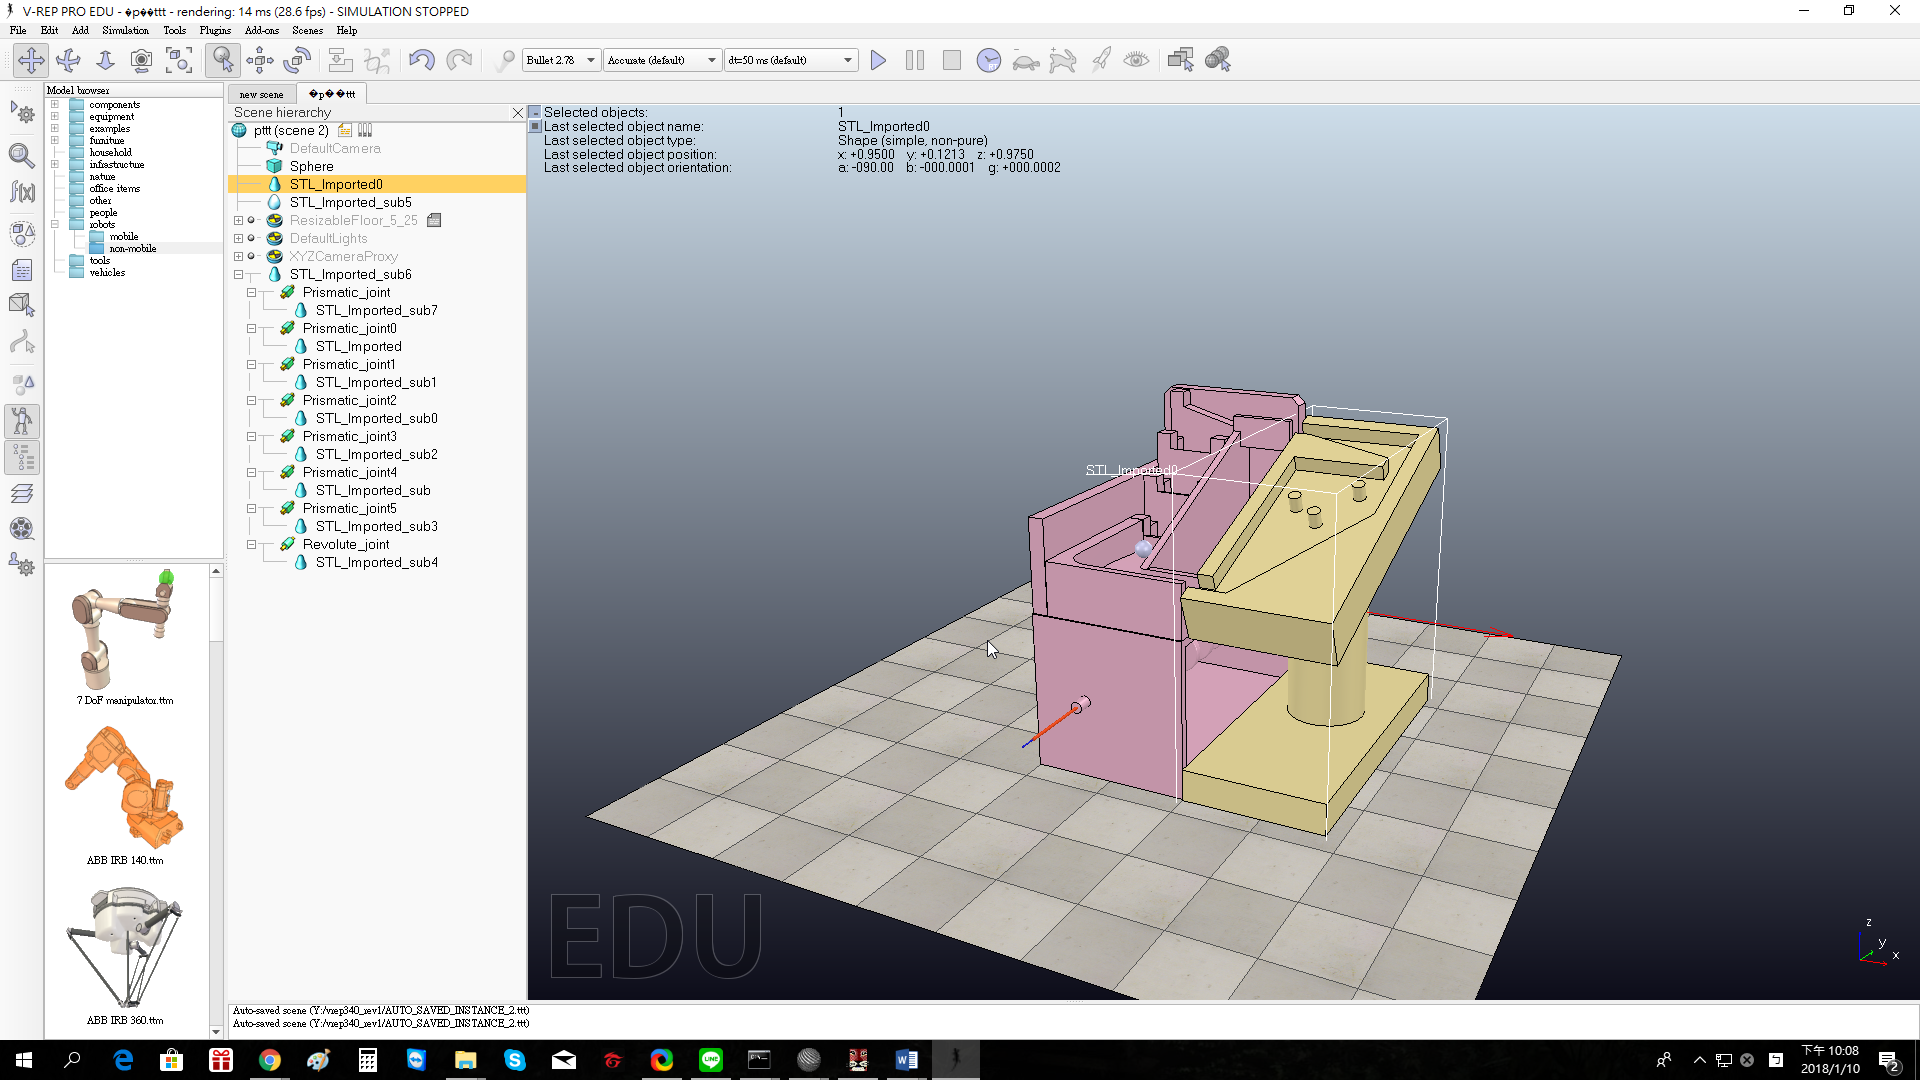 V-REP PRO EDU - �p��ttt - rendering: 14 ms (28.6 fps) - SIMULATION STOPPED
File Edit Add Simulation Tools Plugins Add-ons Scenes Help
Bullet 2.78 Accurate (default) dt=50 ms (default)
Model browser
components
equipment
examples
furniture
household
infrastructure
nature
office items
other
people
robots
mobile
non-mobile
tools
vehicles
7 DoF manipulator.ttm
ABB IRB 140.ttm
ABB IRB 360.ttm
new scene �p��ttt
Scene hierarchy
pttt (scene 2)
DefaultCamera
Sphere
STL_Imported0
STL_Imported_sub5
ResizableFloor_5_25
DefaultLights
XYZCameraProxy
STL_Imported_sub6
Prismatic_joint
STL_Imported_sub7
Prismatic_joint0
STL_Imported
Prismatic_joint1
STL_Imported_sub1
Prismatic_joint2
STL_Imported_sub0
Prismatic_joint3
STL_Imported_sub2
Prismatic_joint4
STL_Imported_sub
Prismatic_joint5
STL_Imported_sub3
Revolute_joint
STL_Imported_sub4
Selected objects: 1
Last selected object name: STL_Imported0
Last selected object type: Shape (simple, non-pure)
Last selected object position: x: +0.9500 y: +0.1213 z: +0.9750
Last selected object orientation: a: -090.00 b: -000.0001 g: +000.0002
STL_Imported0
EDU
z
y
x
Auto-saved scene (Y:/vrep340_rev1/AUTO_SAVED_INSTANCE_2.ttt)
Auto-saved scene (Y:/vrep340_rev1/AUTO_SAVED_INSTANCE_2.ttt)
下午 10:08
2018/1/10
2